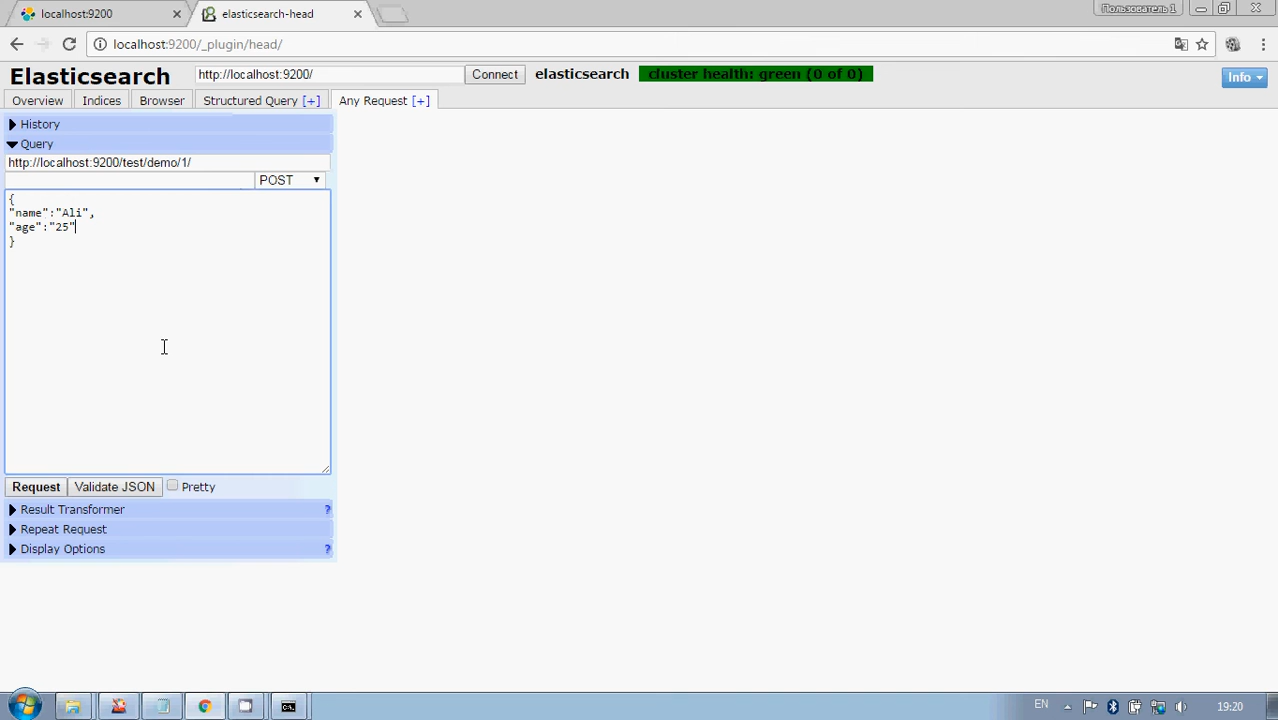 localhost:9200
elasticsearch-head
Пользователь 1
localhost:9200/_plugin/head/
Elasticsearch
http://localhost:9200/
Connect
elasticsearch
cluster health: green (0 of 0)
Info
Overview
Indices
Browser
Structured Query [+]
Any Request [+]
History
Query
http://localhost:9200/test/demo/1/
POST
{
"name":"Ali",
"age":"25"
}
Request
Validate JSON
Pretty
Result Transformer ?
Repeat Request
Display Options ?
EN
19:20